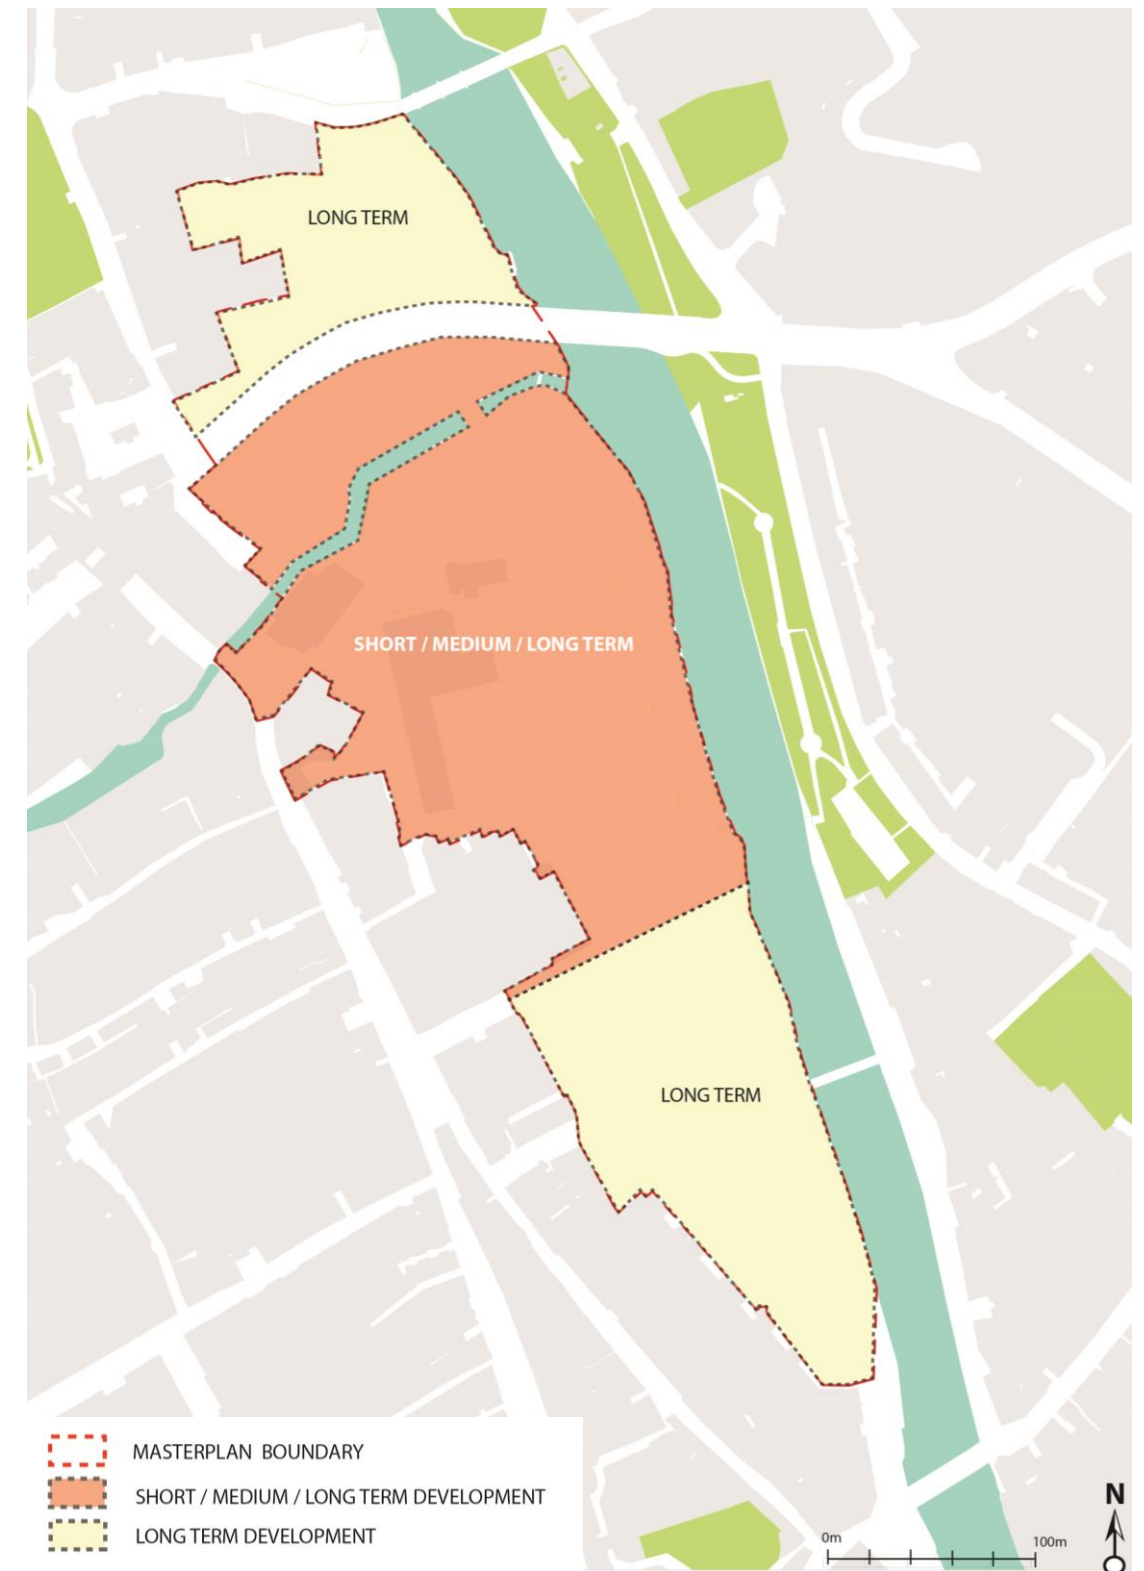 LONG TERM
SHORT / MEDIUM / LONG TERM
LONG TERM
MASTERPLAN BOUNDARY
SHORT / MEDIUM / LONG TERM DEVELOPMENT
LONG TERM DEVELOPMENT
0m 100m
N